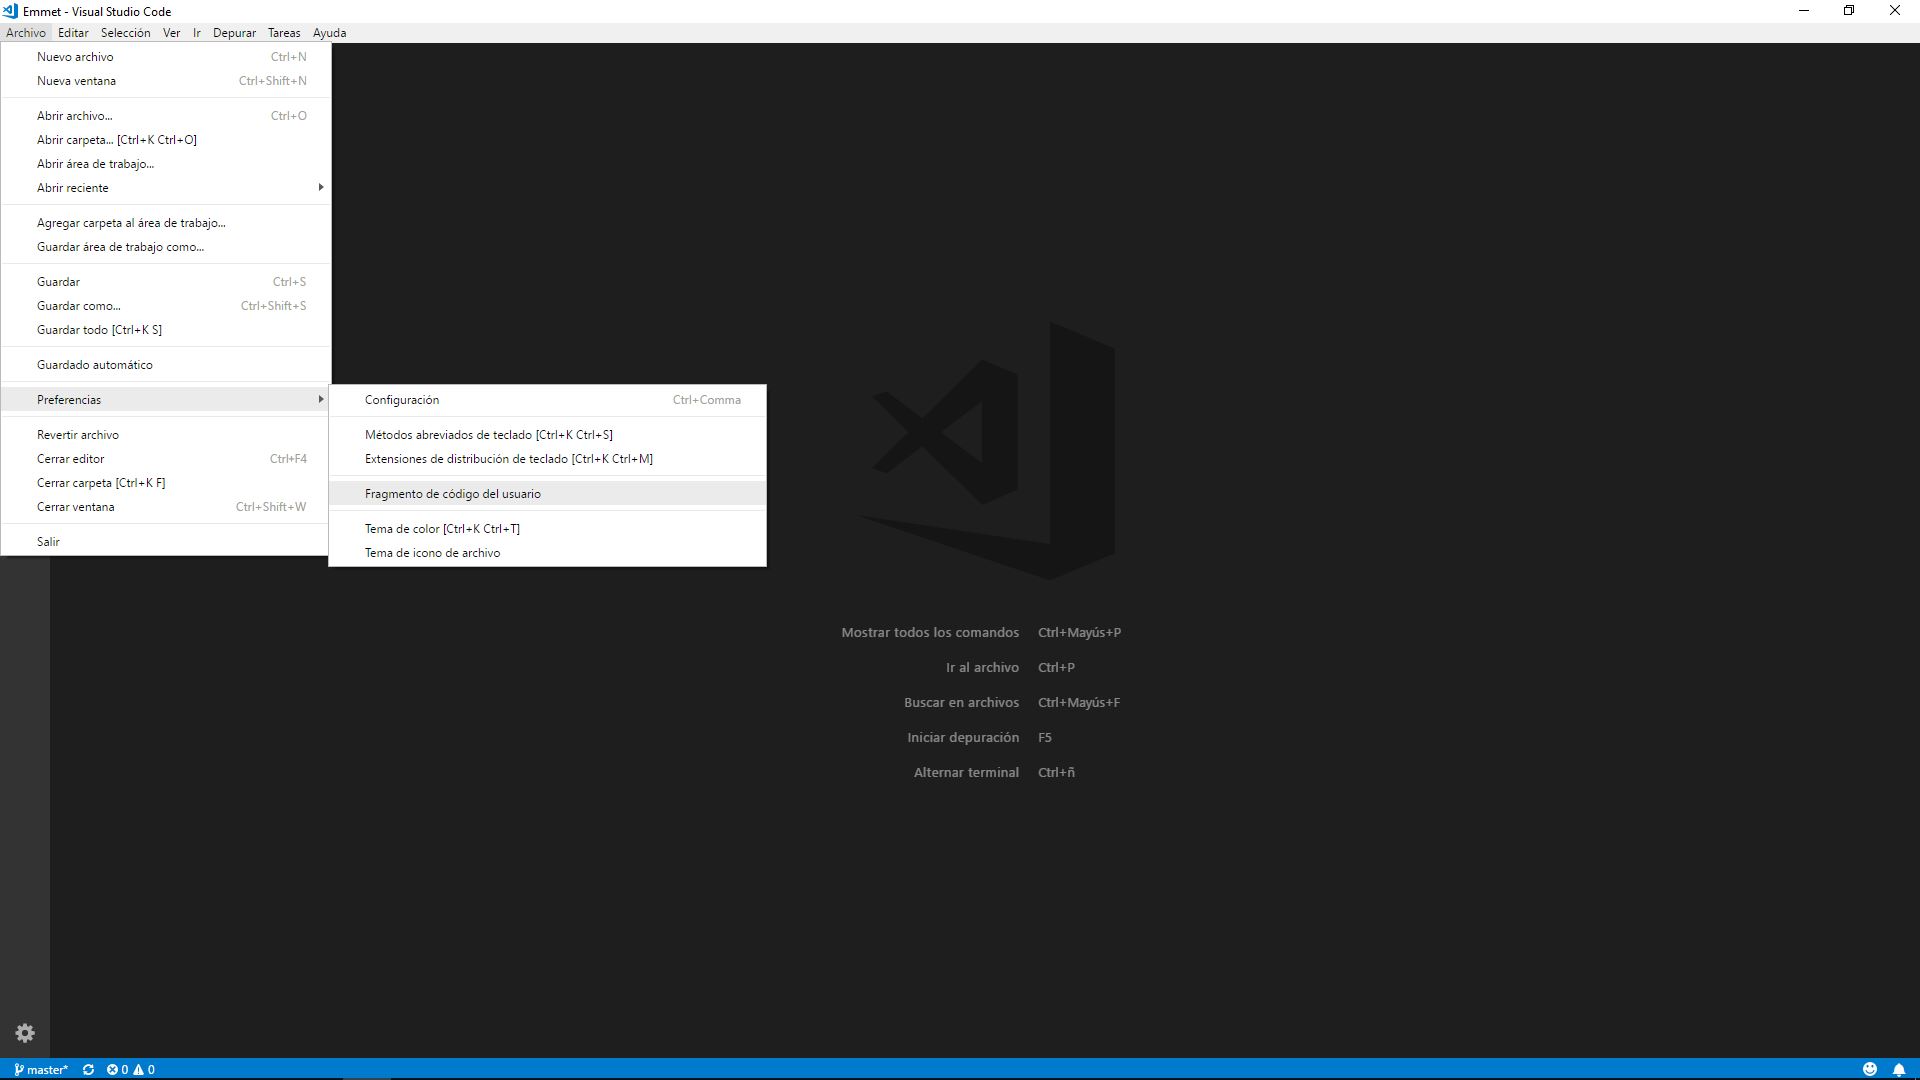 Emmet - Visual Studio Code
Archivo Editar Selección Ver Ir Depurar Tareas Ayuda
Nuevo archivo Ctrl+N
Nueva ventana Ctrl+Shift+N
Abrir archivo... Ctrl+O
Abrir carpeta... [Ctrl+K Ctrl+O]
Abrir área de trabajo...
Abrir reciente
Agregar carpeta al área de trabajo...
Guardar área de trabajo como...
Guardar Ctrl+S
Guardar como... Ctrl+Shift+S
Guardar todo [Ctrl+K S]
Guardado automático
Preferencias
Revertir archivo
Cerrar editor Ctrl+F4
Cerrar carpeta [Ctrl+K F]
Cerrar ventana Ctrl+Shift+W
Salir
Configuración Ctrl+Comma
Métodos abreviados de teclado [Ctrl+K Ctrl+S]
Extensiones de distribución de teclado [Ctrl+K Ctrl+M]
Fragmento de código del usuario
Tema de color [Ctrl+K Ctrl+T]
Tema de icono de archivo
Mostrar todos los comandos Ctrl+Mayús+P
Ir al archivo Ctrl+P
Buscar en archivos Ctrl+Mayús+F
Iniciar depuración F5
Alternar terminal Ctrl+ñ
master* 0 0